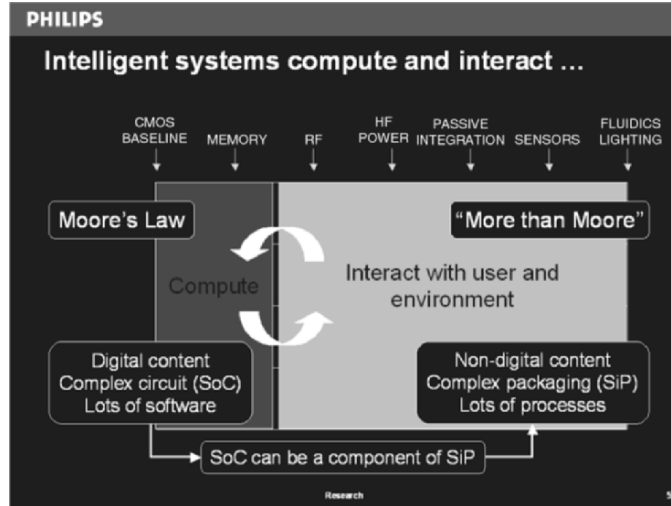 PHILIPS
Intelligent systems compute and interact ...
CMOS
BASELINE
MEMORY
RF
HF
POWER
PASSIVE
INTEGRATION
SENSORS
FLUIDICS
LIGHTING
Moore's Law
"More than Moore"
Compute
Interact with user and
environment
Digital content
Complex circuit (SoC)
Lots of software
Non-digital content
Complex packaging (SiP)
Lots of processes
SoC can be a component of SiP
Research
5